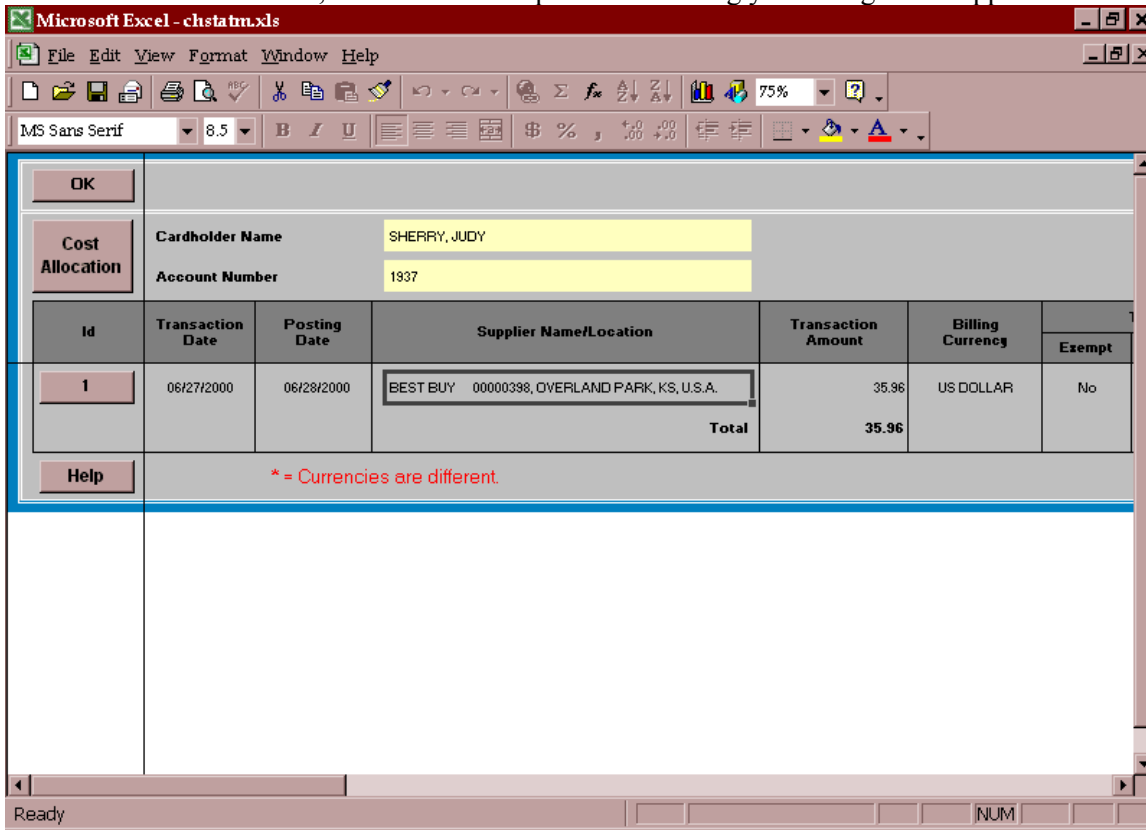 Microsoft Excel - chstatm.xls
File Edit View Format Window Help
ABC 75%
MS Sans Serif 8.5 B I U $ % ,
OK
Cost Allocation
Cardholder Name SHERRY, JUDY
Account Number 1937
Id Transaction Date Posting Date Supplier Name/Location Transaction Amount Billing Currency Exempt
1 06/27/2000 06/28/2000 BEST BUY 00000398, OVERLAND PARK, KS, U.S.A. 35.96 US DOLLAR No
Total 35.96
Help * = Currencies are different.
Ready NUM